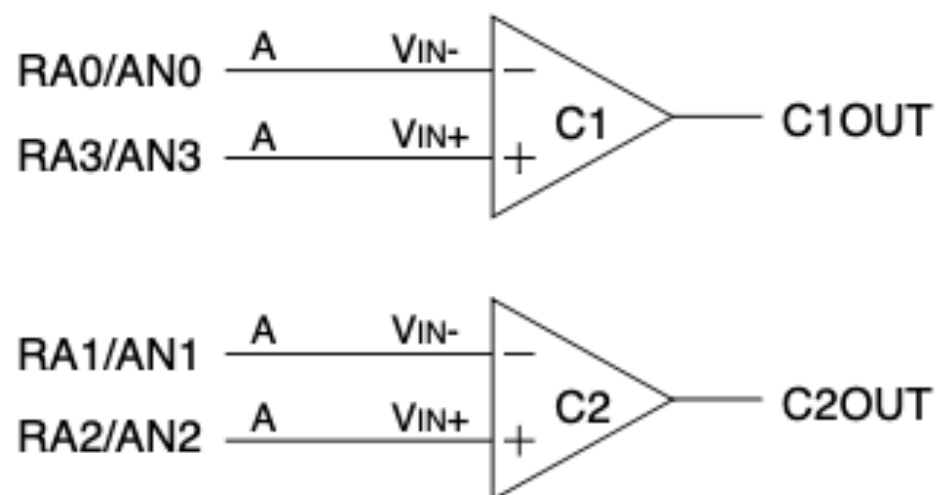 A VIN-
RA0/AN0 −
C1 C1OUT
A VIN+
RA3/AN3 +
A VIN-
RA1/AN1 −
C2 C2OUT
A VIN+
RA2/AN2 +